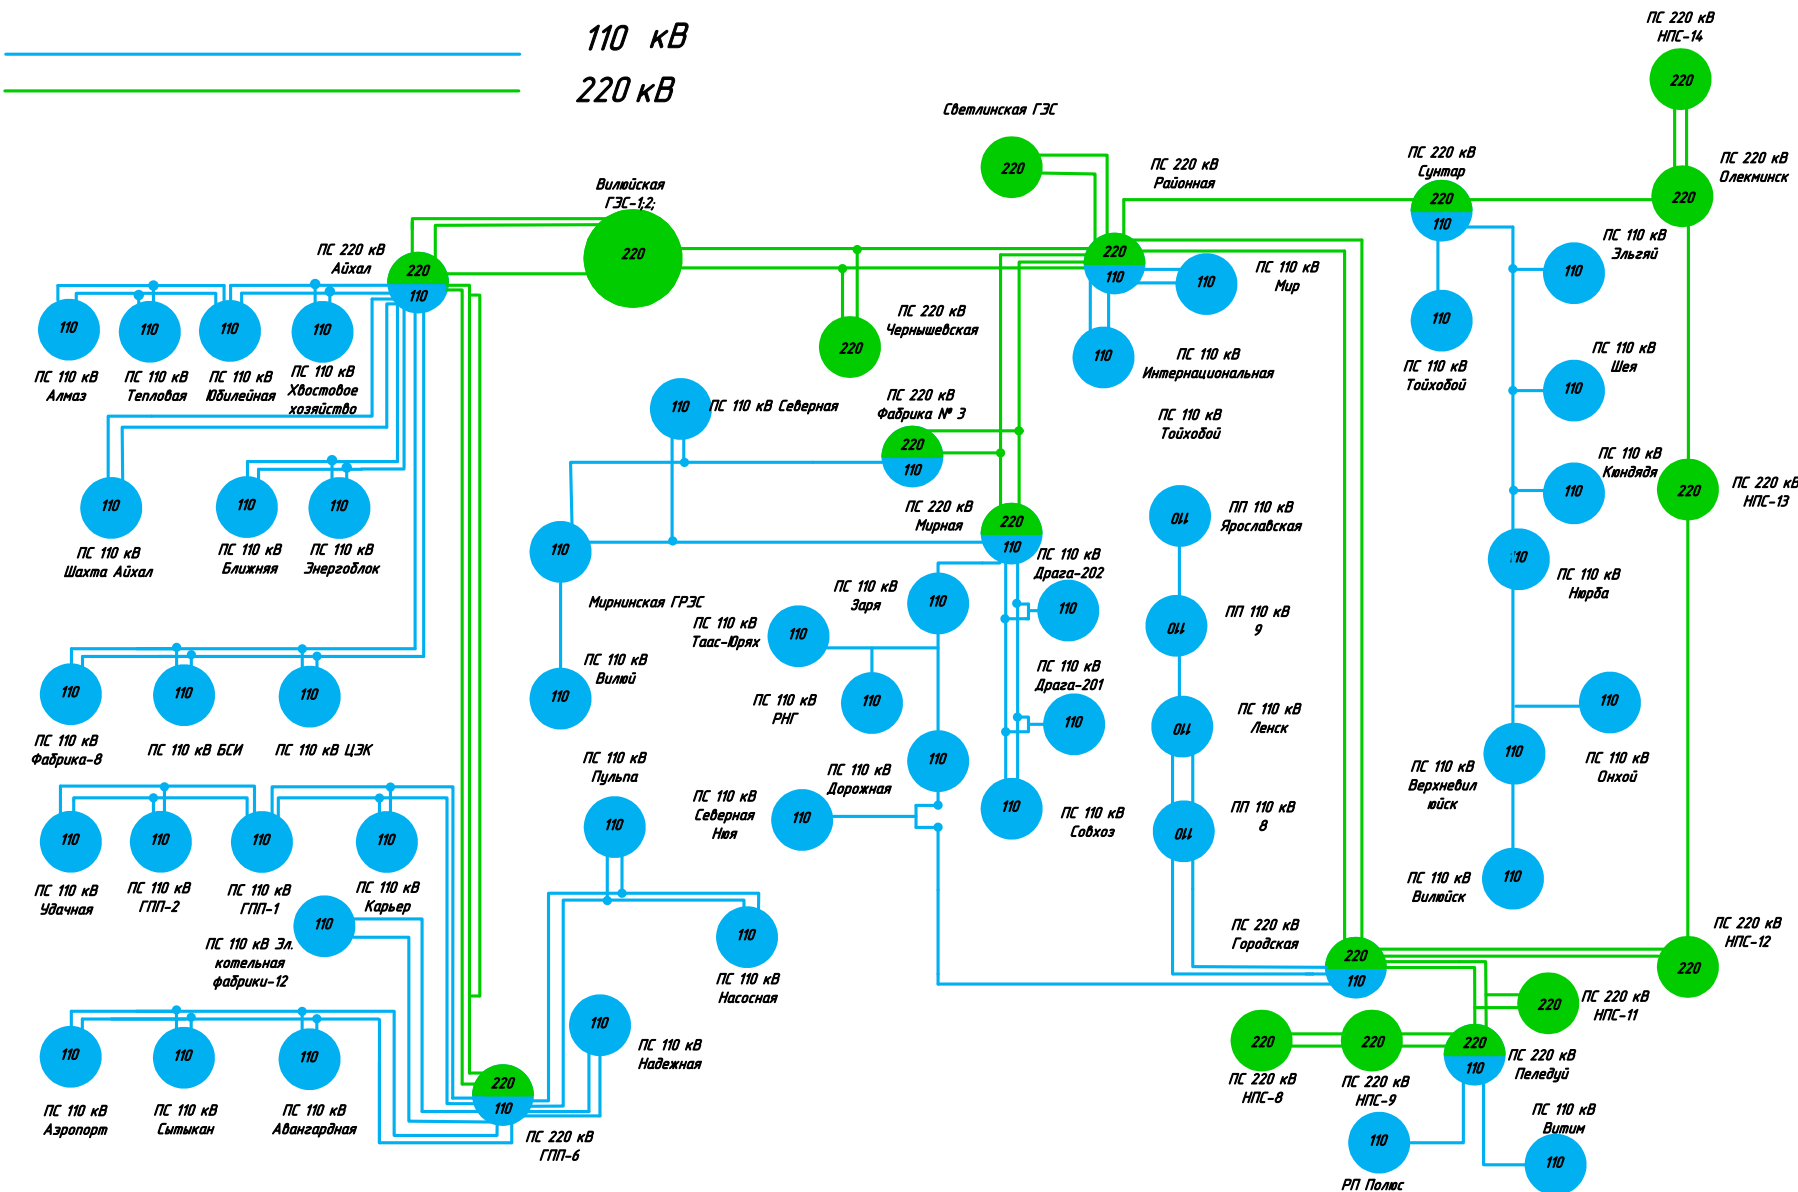 110 кВ
220 кВ
ПС 220 кВ
НПС-14
220
Светлинская ГЭС
220
ПС 220 кВ
Районная
220
110
ПС 220 кВ
Сунтар
220
110
ПС 220 кВ
Олекминск
220
Вилюйская
ГЭС-1;2;
220
ПС 220 кВ
Айхал
220
110
ПС 110 кВ
Эльгяй
110
ПС 110 кВ
Мир
110
ПС 220 кВ
Чернышевская
220
110
ПС 110 кВ
Алмаз
110
ПС 110 кВ
Тепловая
110
ПС 110 кВ
Юбилейная
110
ПС 110 кВ
Хвостовое
хозяйство
110
ПС 110 кВ
Интернациональная
110
ПС 110 кВ
Тойхобой
ПС 110 кВ
Шея
110
110
ПС 110 кВ Северная
ПС 220 кВ
Фабрика № 3
220
110
ПС 110 кВ
Тойхобой
ПС 110 кВ
Кюндядя
110
220
ПС 220 кВ
НПС-13
110
ПС 110 кВ
Шахта Айхал
110
ПС 110 кВ
Ближняя
110
ПС 110 кВ
Энергоблок
110
Мирнинская ГРЭС
ПС 220 кВ
Мирная
220
110
ПС 110 кВ
Драга-202
110
110
ПП 110 кВ
Ярославская
110
ПС 110 кВ
Нюрба
ПС 110 кВ
Заря
110
ПС 110 кВ
Таас-Юрях
110
110
ПП 110 кВ
9
110
ПС 110 кВ
Вилюй
ПС 110 кВ
РНГ
110
ПС 110 кВ
Драга-201
110
110
ПС 110 кВ
Ленск
110
ПС 110 кВ
Онхой
110
ПС 110 кВ
Фабрика-8
110
ПС 110 кВ БСИ
110
ПС 110 кВ ЦЭК
ПС 110 кВ
Пульпа
110
ПС 110 кВ
Дорожная
110
ПС 110 кВ
Северная
Нюя
110
110
ПС 110 кВ
Совхоз
110
ПП 110 кВ
8
ПС 110 кВ
Верхневил
юйск
110
110
ПС 110 кВ
Удачная
110
ПС 110 кВ
ГПП-2
110
ПС 110 кВ
ГПП-1
110
ПС 110 кВ
Карьер
ПС 110 кВ
Вилюйск
110
110
ПС 110 кВ Эл.
котельная
фабрики-12
110
ПС 110 кВ
Насосная
ПС 220 кВ
Городская
220
110
ПС 220 кВ
НПС-12
220
110
ПС 110 кВ
Аэропорт
110
ПС 110 кВ
Сытыкан
110
ПС 110 кВ
Авангардная
110
ПС 110 кВ
Надежная
220
ПС 220 кВ
НПС-11
220
ПС 220 кВ
НПС-8
220
ПС 220 кВ
НПС-9
220
110
ПС 220 кВ
Пеледуй
220
110
ПС 220 кВ
ГПП-6
110
РП Полюс
ПС 110 кВ
Витим
110